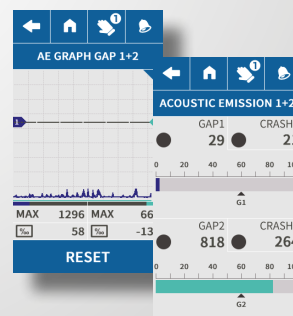 1
AE GRAPH GAP 1+2
1
MAX 1296 MAX 66
‰ 58 ‰ -13
RESET
1
ACOUSTIC EMISSION 1+2
GAP1 CRASH
29
0 20 40 60 80
G1
GAP2 CRASH
818 264
0 20 40 60 80
G2